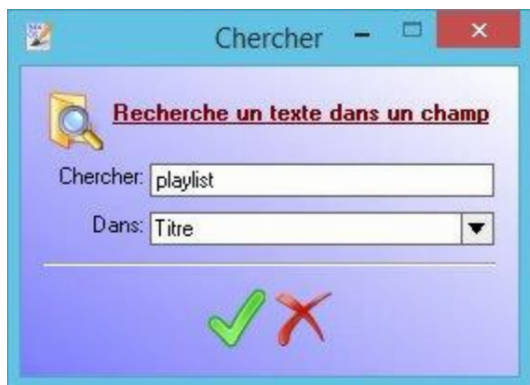 Chercher
Recherche un texte dans un champ
Chercher: playlist
Dans: Titre